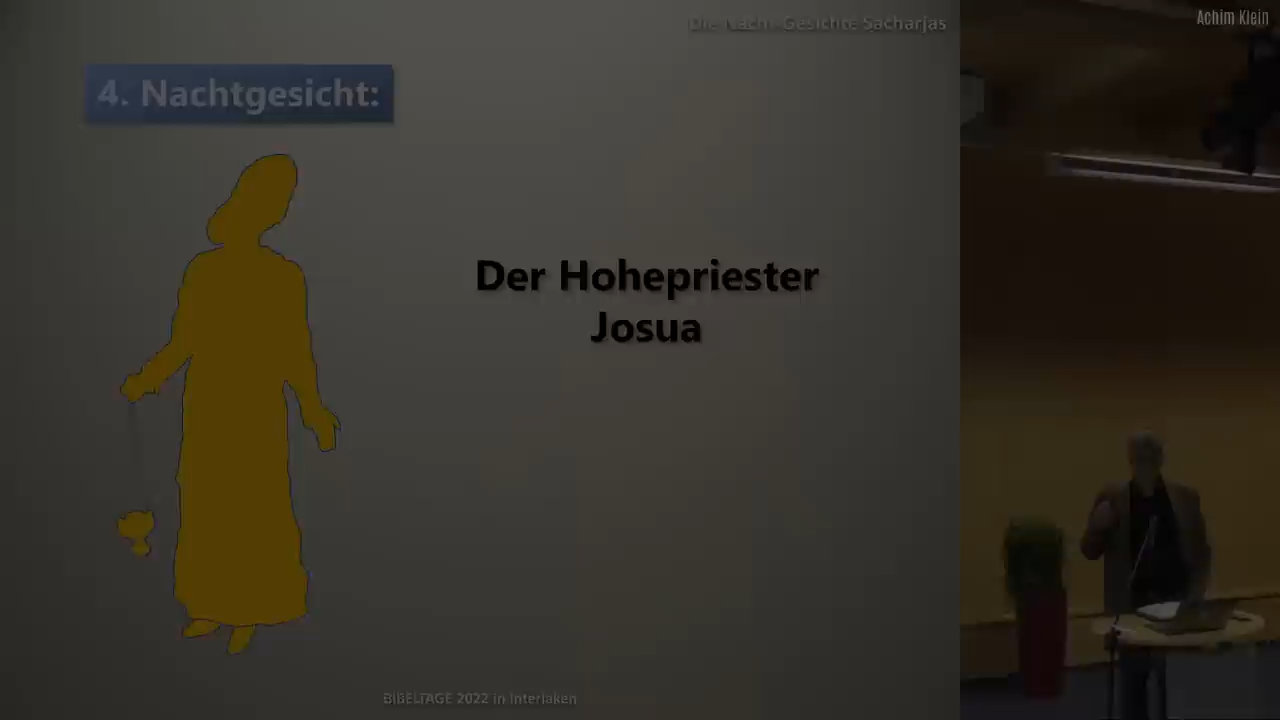 Die Nacht-Gesichte Sacharjas
Achim Klein
4. Nachtgesicht:
Der Hohepriester
Josua
BIBELTAGE 2022 in Interlaken